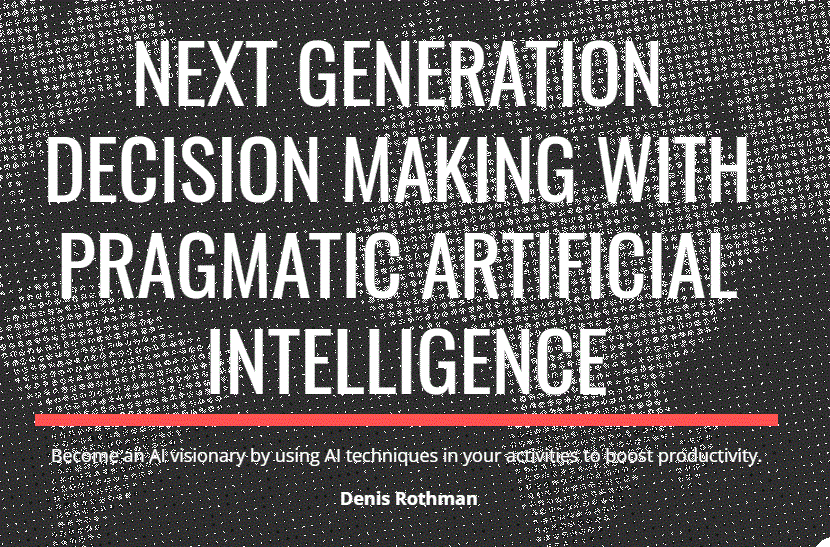 NEXT GENERATION
DECISION MAKING WITH
PRAGMATIC ARTIFICIAL
INTELLIGENCE
Become an AI visionary by using AI techniques in your activities to boost productivity.
Denis Rothman